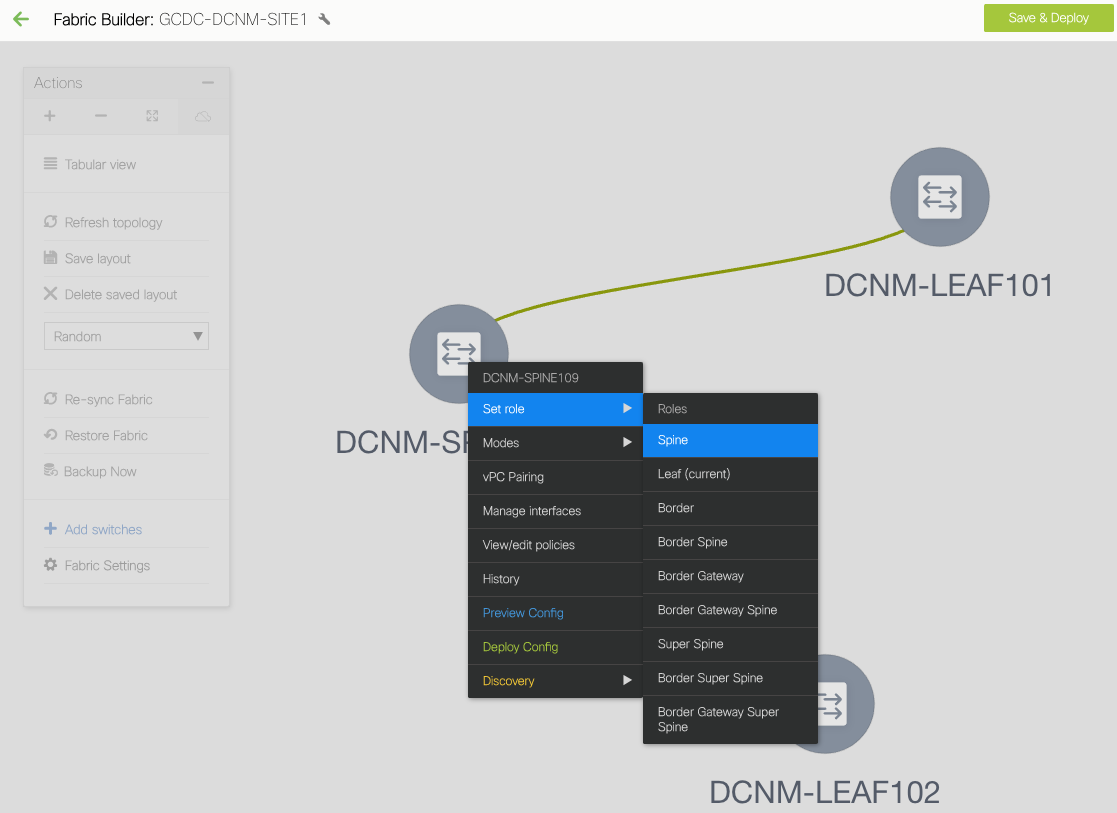 Fabric Builder: GCDC-DCNM-SITE1
Save & Deploy
Actions
Tabular view
Refresh topology
Save layout
Delete saved layout
Random
Re-sync Fabric
Restore Fabric
Backup Now
Add switches
Fabric Settings
DCNM-LEAF101
DCNM-SP
DCNM-SPINE109
Set role
Modes
vPC Pairing
Manage interfaces
View/edit policies
History
Preview Config
Deploy Config
Discovery
Roles
Spine
Leaf (current)
Border
Border Spine
Border Gateway
Border Gateway Spine
Super Spine
Border Super Spine
Border Gateway Super
Spine
DCNM-LEAF102